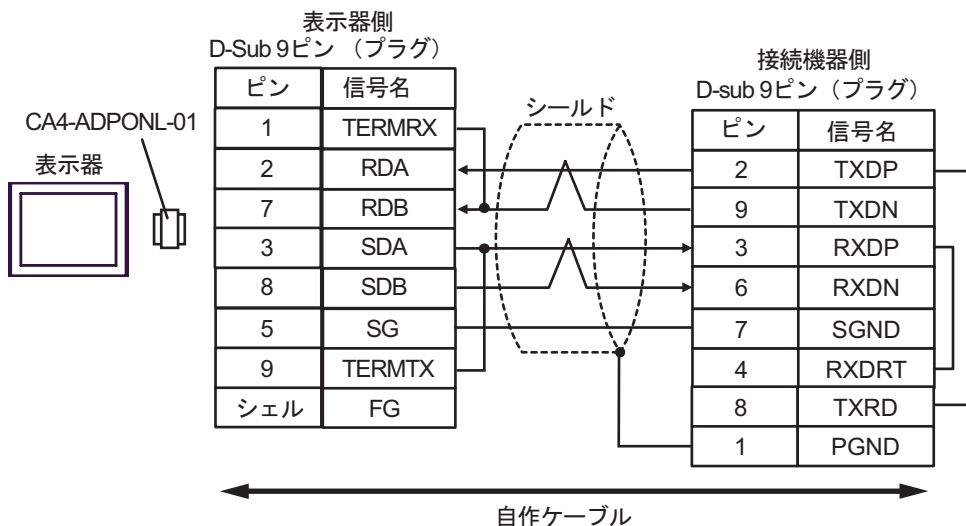 表示器側
D-Sub 9ピン （プラグ）
ピン 信号名
1 TERMRX
2 RDA
7 RDB
3 SDA
8 SDB
5 SG
9 TERMTX
シェル FG
CA4-ADPONL-01
表示器
シールド
接続機器側
D-sub 9ピン（プラグ）
ピン 信号名
2 TXDP
9 TXDN
3 RXDP
6 RXDN
7 SGND
4 RXDRT
8 TXRD
1 PGND
自作ケーブル